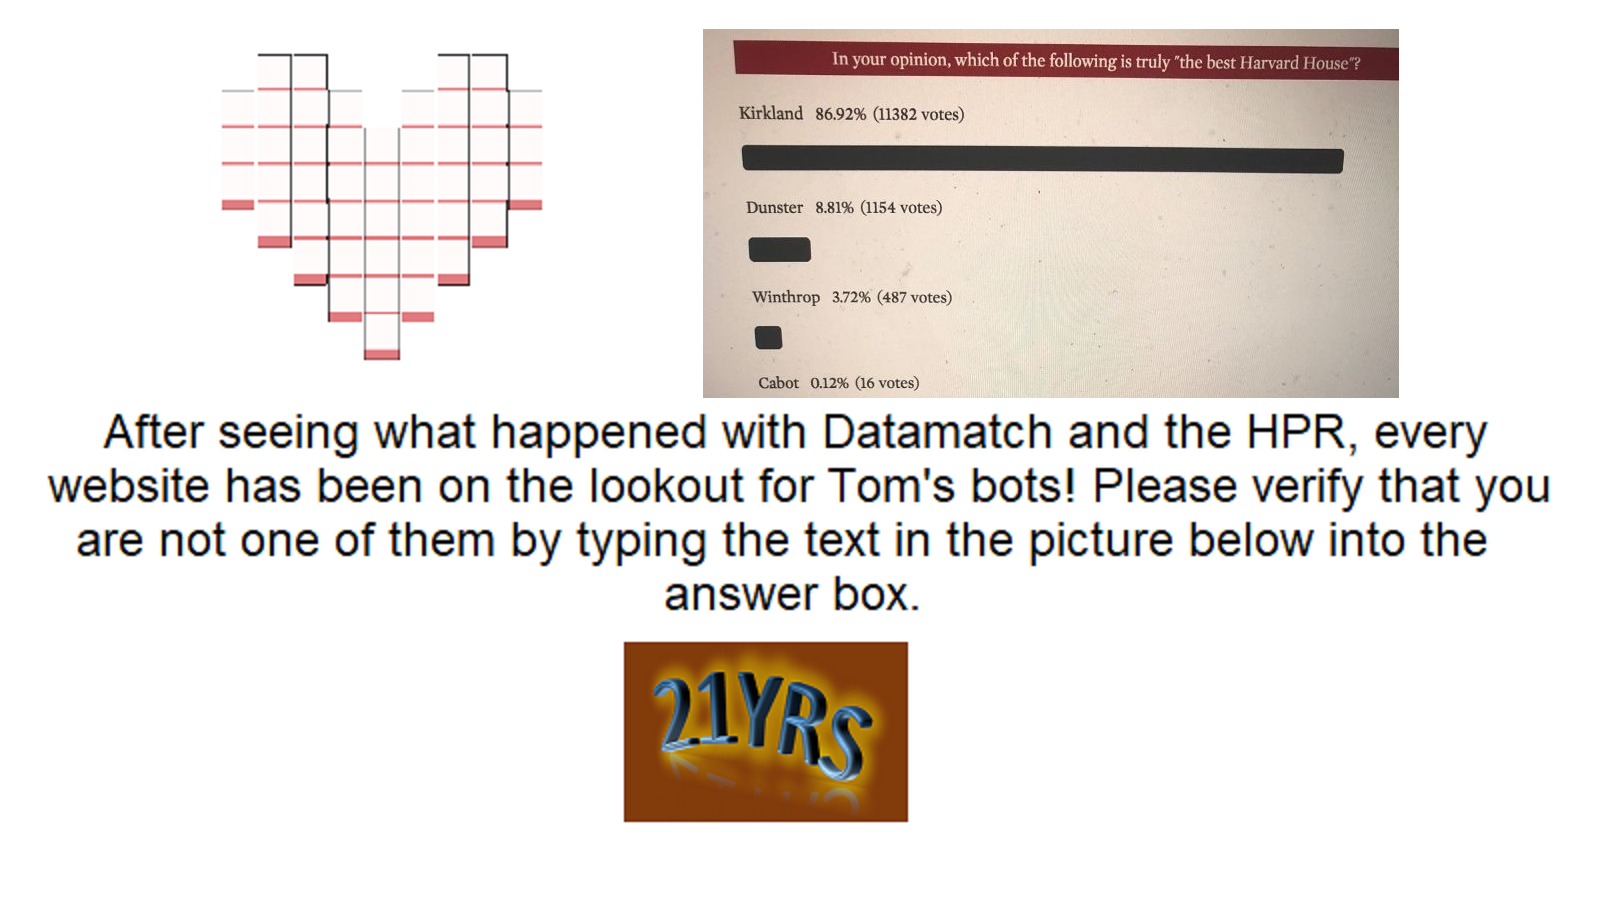 In your opinion, which of the following is truly "the best Harvard House"?
Kirkland 86.92% (11382 votes)
Dunster 8.81% (1154 votes)
Winthrop 3.72% (487 votes)
Cabot 0.12% (16 votes)
After seeing what happened with Datamatch and the HPR, every
website has been on the lookout for Tom's bots! Please verify that you
are not one of them by typing the text in the picture below into the
answer box.
21YRS